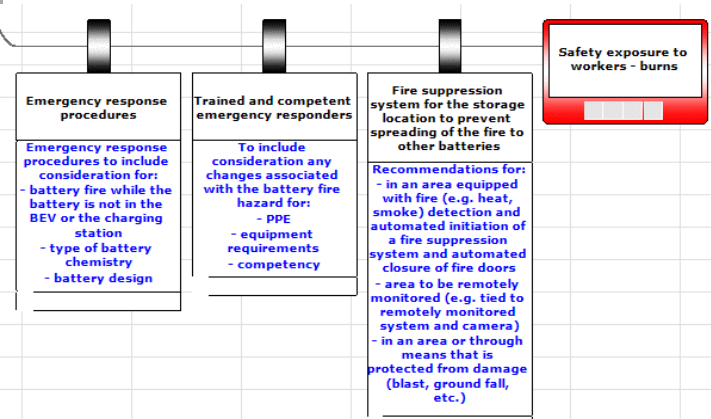 Emergency response
procedures
Emergency response
procedures to include
consideration for:
- battery fire while the
battery is not in the
BEV or the charging
station
- type of battery
chemistry
- battery design
Trained and competent
emergency responders
To include
consideration any
changes associated
with the battery fire
hazard for:
- PPE
- equipment
requirements
- competency
Fire suppression
system for the storage
location to prevent
spreading of the fire to
other batteries
Recommendations for:
- in an area equipped
with fire (e.g. heat,
smoke) detection and
automated initiation of
a fire suppression
system and automated
closure of fire doors
- area to be remotely
monitored (e.g. tied to
remotely monitored
system and camera)
- in an area or through
means that is
protected from damage
(blast, ground fall,
etc.)
Safety exposure to
workers - burns